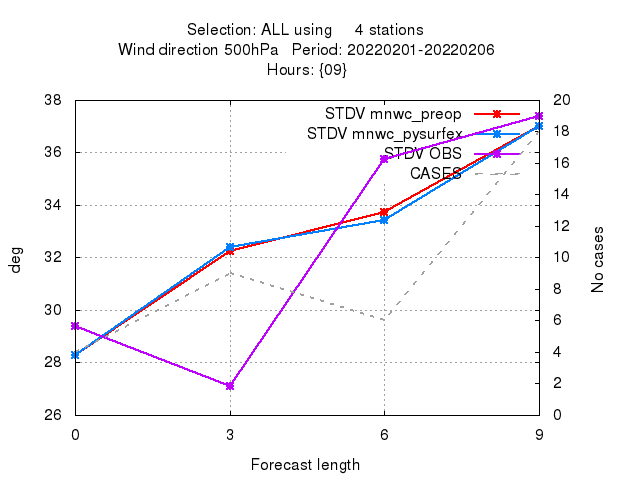 Selection: ALL using 4 stations
Wind direction 500hPa Period: 20220201-20220206
Hours: {09}
STDV mnwc_preop
STDV mnwc_pysurfex
STDV OBS
CASES
38
36
34
32
30
28
26
20
18
16
14
12
10
8
6
4
2
0
deg
No cases
0 3 6 9
Forecast length